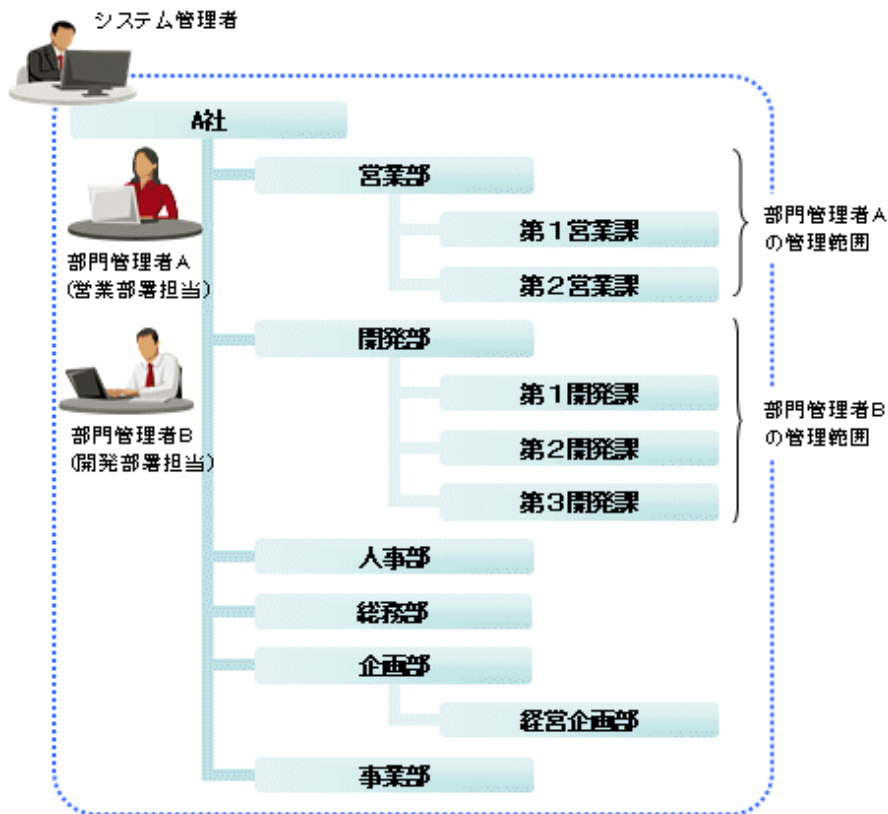 システム管理者
A社
営業部
第1営業課
第2営業課
部門管理者A
の管理範囲
部門管理者A
(営業部署担当)
開発部
第1開発課
第2開発課
第3開発課
部門管理者B
の管理範囲
部門管理者B
(開発部署担当)
人事部
総務部
企画部
経営企画部
事業部